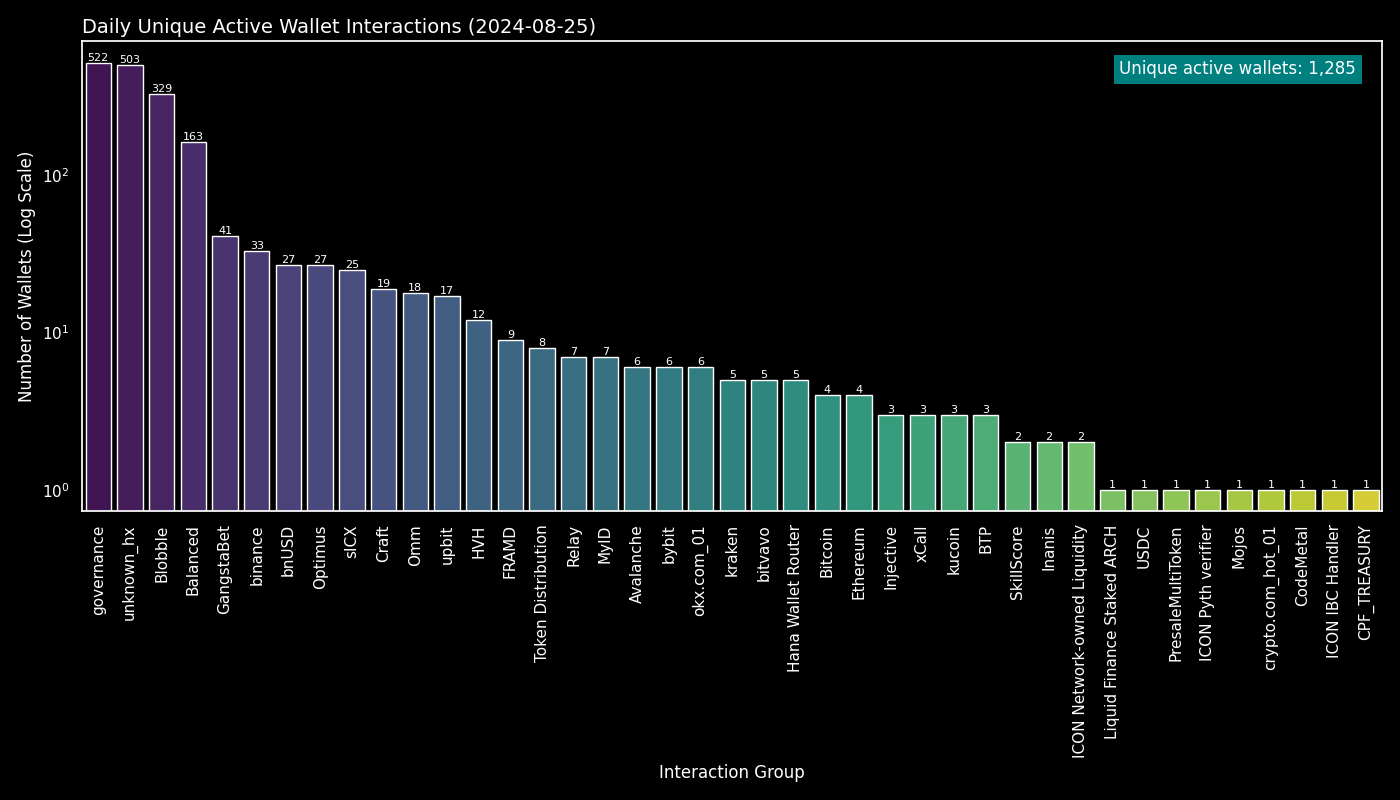 Daily Unique Active Wallet Interactions (2024-08-25)
Unique active wallets: 1,285
Number of Wallets (Log Scale)
10²
10¹
10⁰
522
503
329
163
41
33
27
27
25
19
18
17
12
9
8
7
7
6
6
6
5
5
5
4
4
3
3
3
3
2
2
2
1
1
1
1
1
1
1
1
1
governance
unknown_hx
Blobble
Balanced
GangstaBet
binance
bnUSD
Optimus
sICX
Craft
Omm
upbit
HVH
FRAMD
Token Distribution
Relay
MyID
Avalanche
bybit
okx.com_01
kraken
bitvavo
Hana Wallet Router
Bitcoin
Ethereum
Injective
xCall
kucoin
BTP
SkillScore
Inanis
ICON Network-owned Liquidity
Liquid Finance Staked ARCH
USDC
PresaleMultiToken
ICON Pyth verifier
Mojos
crypto.com_hot_01
CodeMetal
ICON IBC Handler
CPF_TREASURY
Interaction Group